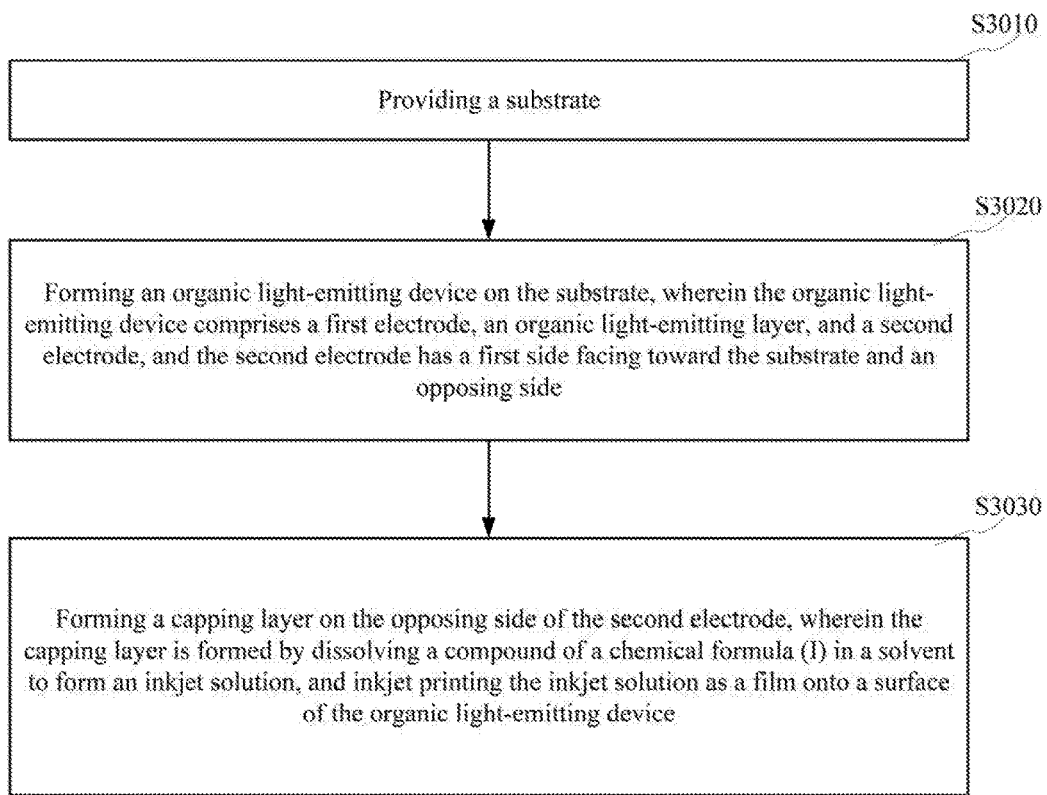 S3010
Providing a substrate
S3020
Forming an organic light-emitting device on the substrate, wherein the organic light-
emitting device comprises a first electrode, an organic light-emitting layer, and a second
electrode, and the second electrode has a first side facing toward the substrate and an
opposing side
S3030
Forming a capping layer on the opposing side of the second electrode, wherein the
capping layer is formed by dissolving a compound of a chemical formula (I) in a solvent
to form an inkjet solution, and inkjet printing the inkjet solution as a film onto a surface
of the organic light-emitting device